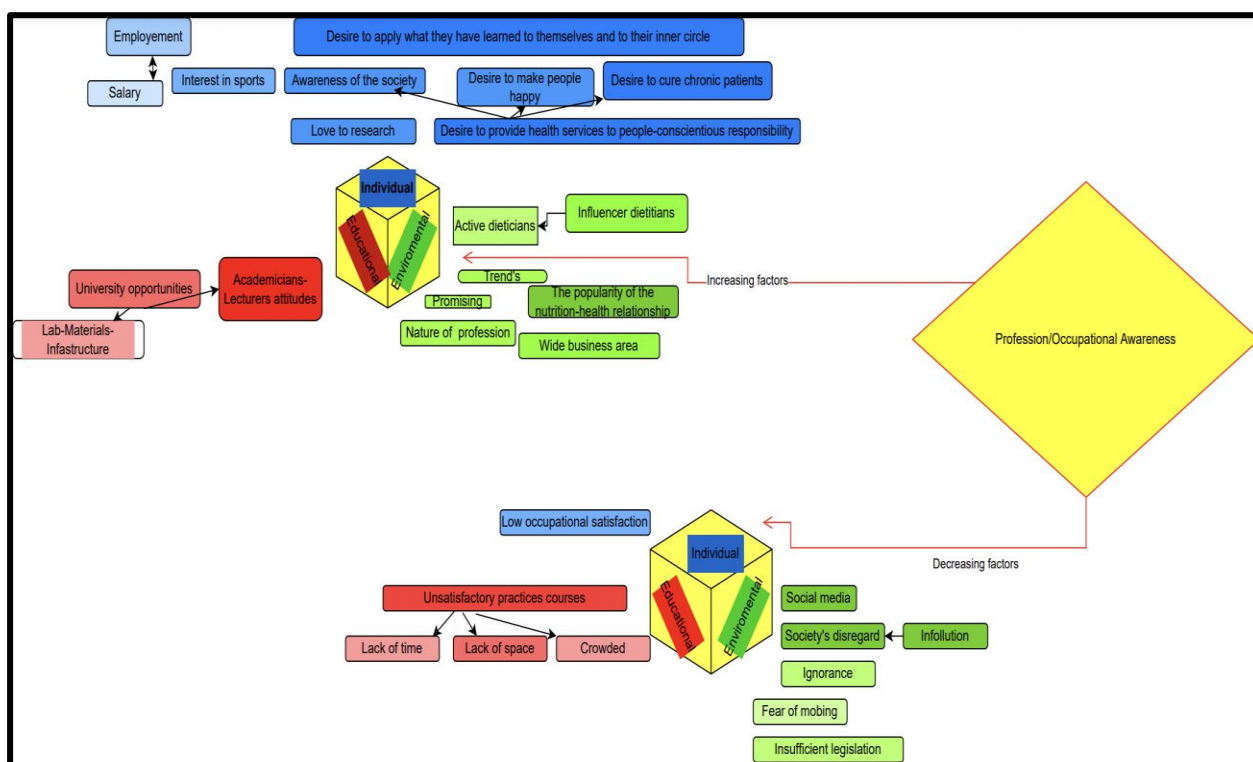 Employement
Desire to apply what they have learned to themselves and to their inner circle
Salary
Interest in sports
Awareness of the society
Desire to make people
happy
Desire to cure chronic patients
Love to research
Desire to provide health services to people-conscientious responsibility
Individual
Educational
Enviromental
Active dieticians
Influencer dietitians
University opportunities
Academicians-
Lecturers attitudes
Lab-Materials-
Infastructure
Trend's
Promising
The popularity of the
nutrition-health relationship
Nature of profession
Wide business area
Increasing factors
Profession/Occupational Awareness
Decreasing factors
Low occupational satisfaction
Individual
Educational
Enviromental
Unsatisfactory practices courses
Lack of time
Lack of space
Crowded
Social media
Society's disregard
Infollution
Ignorance
Fear of mobing
Insufficient legislation